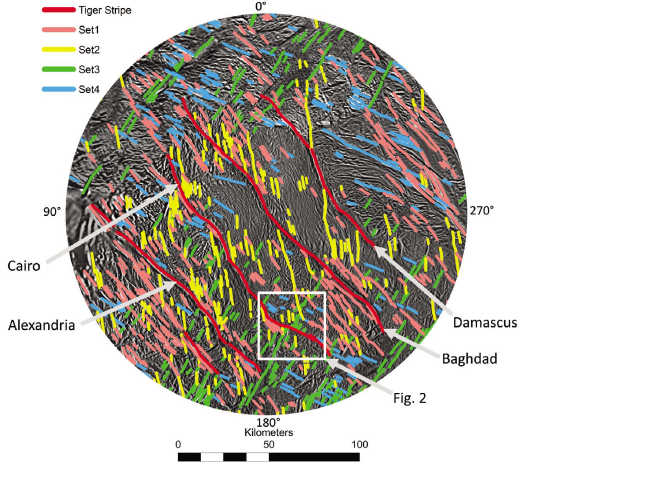 Tiger Stripe
Set1
Set2
Set3
Set4
0°
90°
270°
Cairo
Alexandria
Damascus
Baghdad
Fig. 2
180°
Kilometers
0 50 100